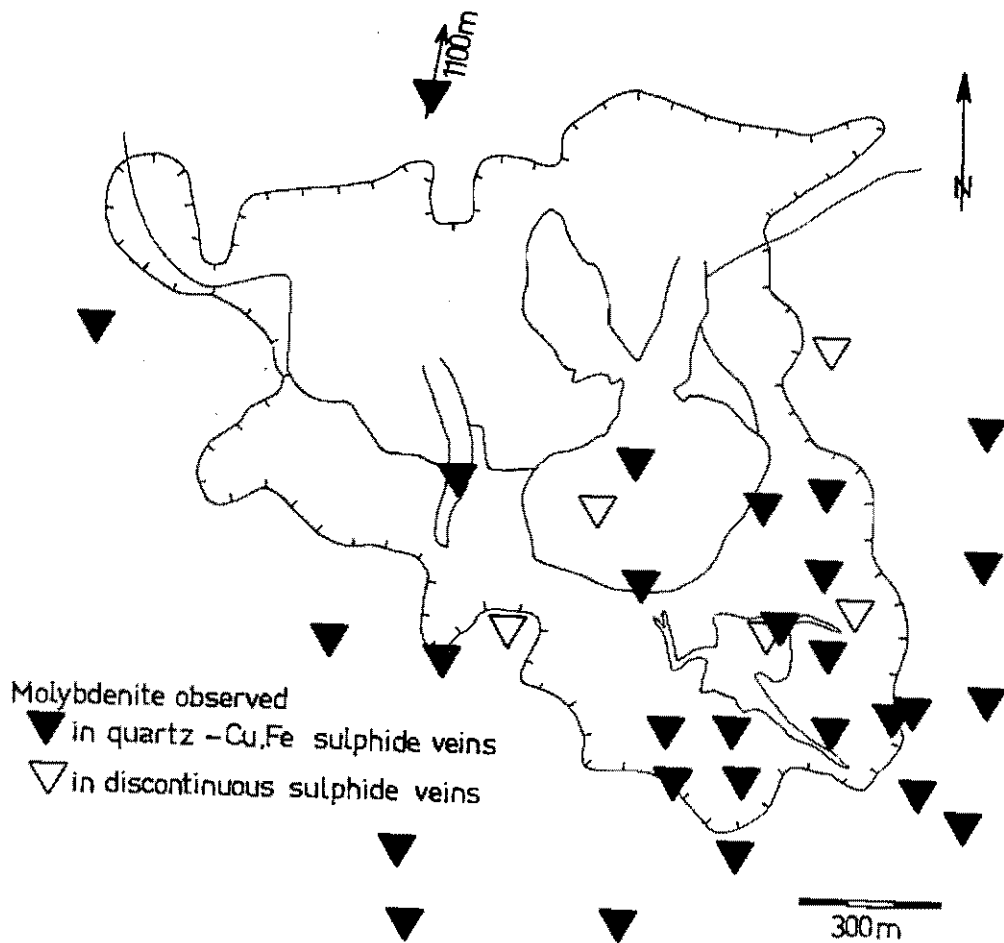 1100m
N
Molybdenite observed
in quartz - Cu,Fe sulphide veins
in discontinuous sulphide veins
300m